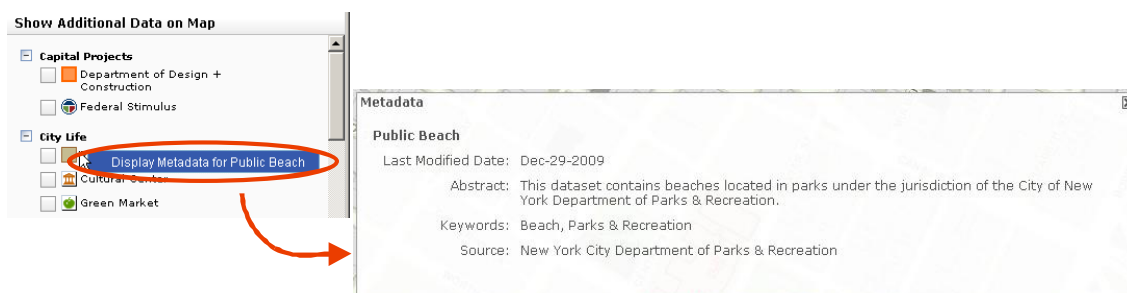 Show Additional Data on Map
Capital Projects
Department of Design +
Construction
Federal Stimulus
City Life
Display Metadata for Public Beach
Cultural Center
Green Market
Metadata
Public Beach
Last Modified Date: Dec-29-2009
Abstract: This dataset contains beaches located in parks under the jurisdiction of the City of New
York Department of Parks & Recreation.
Keywords: Beach, Parks & Recreation
Source: New York City Department of Parks & Recreation